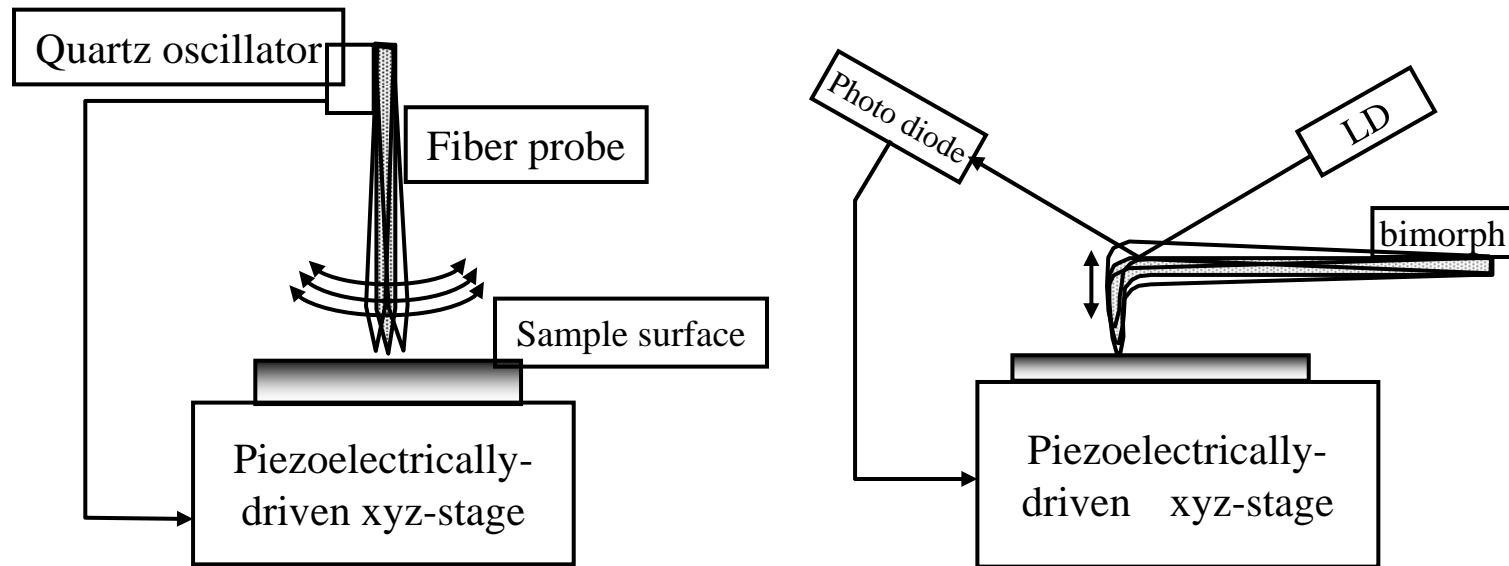 Quartz oscillator
Fiber probe
Sample surface
Piezoelectrically-
driven xyz-stage
Photo diode
LD
bimorph
Piezoelectrically-
driven xyz-stage